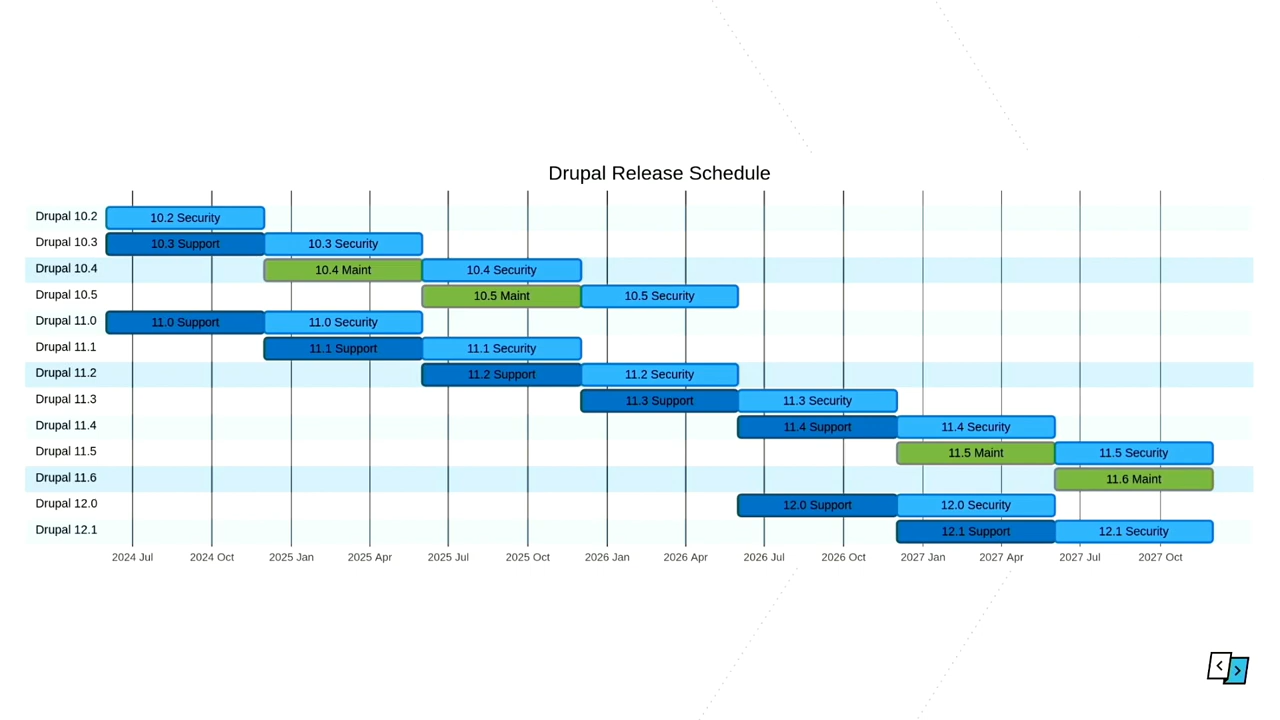 Drupal Release Schedule
Drupal 10.2 10.2 Security
Drupal 10.3 10.3 Support 10.3 Security
Drupal 10.4 10.4 Maint 10.4 Security
Drupal 10.5 10.5 Maint 10.5 Security
Drupal 11.0 11.0 Support 11.0 Security
Drupal 11.1 11.1 Support 11.1 Security
Drupal 11.2 11.2 Support 11.2 Security
Drupal 11.3 11.3 Support 11.3 Security
Drupal 11.4 11.4 Support 11.4 Security
Drupal 11.5 11.5 Maint 11.5 Security
Drupal 11.6 11.6 Maint
Drupal 12.0 12.0 Support 12.0 Security
Drupal 12.1 12.1 Support 12.1 Security
2024 Jul 2024 Oct 2025 Jan 2025 Apr 2025 Jul 2025 Oct 2026 Jan 2026 Apr 2026 Jul 2026 Oct 2027 Jan 2027 Apr 2027 Jul 2027 Oct